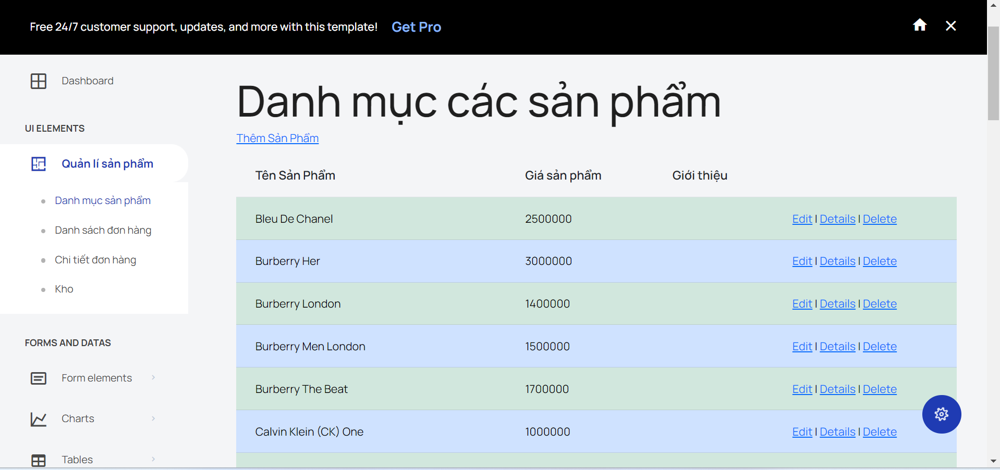 Free 24/7 customer support, updates, and more with this template! Get Pro
Dashboard
UI ELEMENTS
Quản lí sản phẩm
Danh mục sản phẩm
Danh sách đơn hàng
Chi tiết đơn hàng
Kho
FORMS AND DATAS
Form elements
Charts
Tables
Danh mục các sản phẩm
Thêm Sản Phẩm
Tên Sản Phẩm Giá sản phẩm Giới thiệu
Bleu De Chanel 2500000 Edit | Details | Delete
Burberry Her 3000000 Edit | Details | Delete
Burberry London 1400000 Edit | Details | Delete
Burberry Men London 1500000 Edit | Details | Delete
Burberry The Beat 1700000 Edit | Details | Delete
Calvin Klein (CK) One 1000000 Edit | Details | Delete